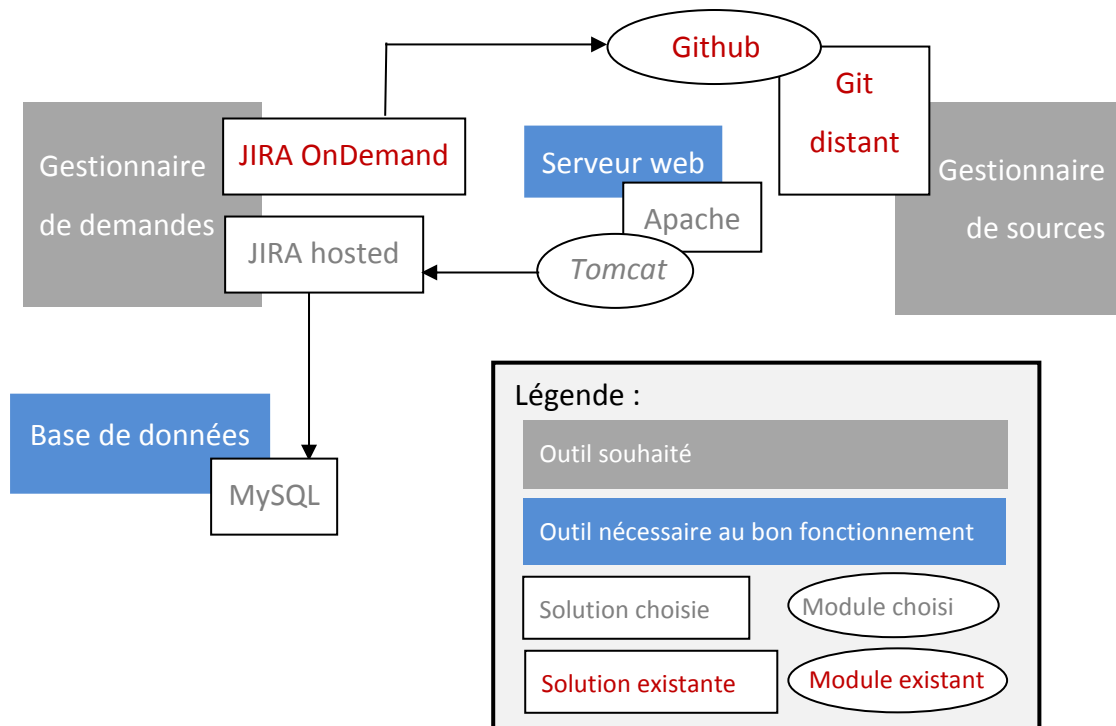 Github
Git
distant
JIRA OnDemand
Gestionnaire
de demandes
Serveur web
Gestionnaire
de sources
Apache
JIRA hosted
Tomcat
Base de données
MySQL
Légende :
Outil souhaité
Outil nécessaire au bon fonctionnement
Solution choisie
Module choisi
Solution existante
Module existant